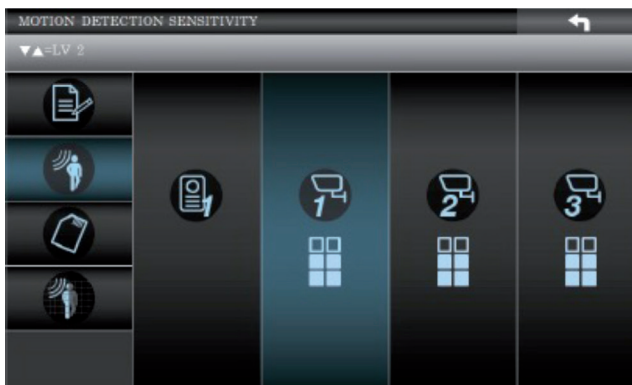 MOTION DETECTION SENSITIVITY
▼▲=LV 2
1 1 2 3